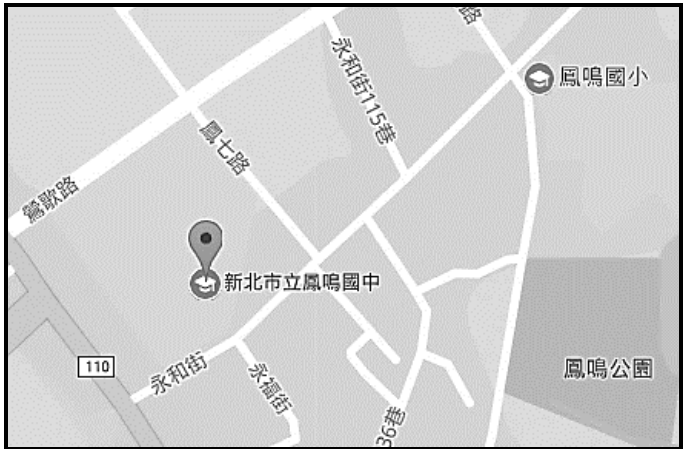 路
永和街115巷
鳳鳴國小
鳳七路
鶯歌路
新北市立鳳鳴國中
110
永和街
永福街
鳳鳴公園
36巷